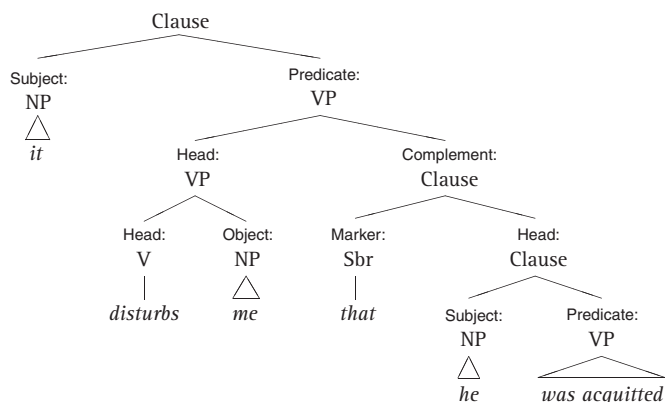 Clause
Subject: Predicate:
NP VP
it
Head: Complement:
VP Clause
Head: Object: Marker: Head:
V NP Sbr Clause
disturbs me that
Subject: Predicate:
NP VP
he was acquitted